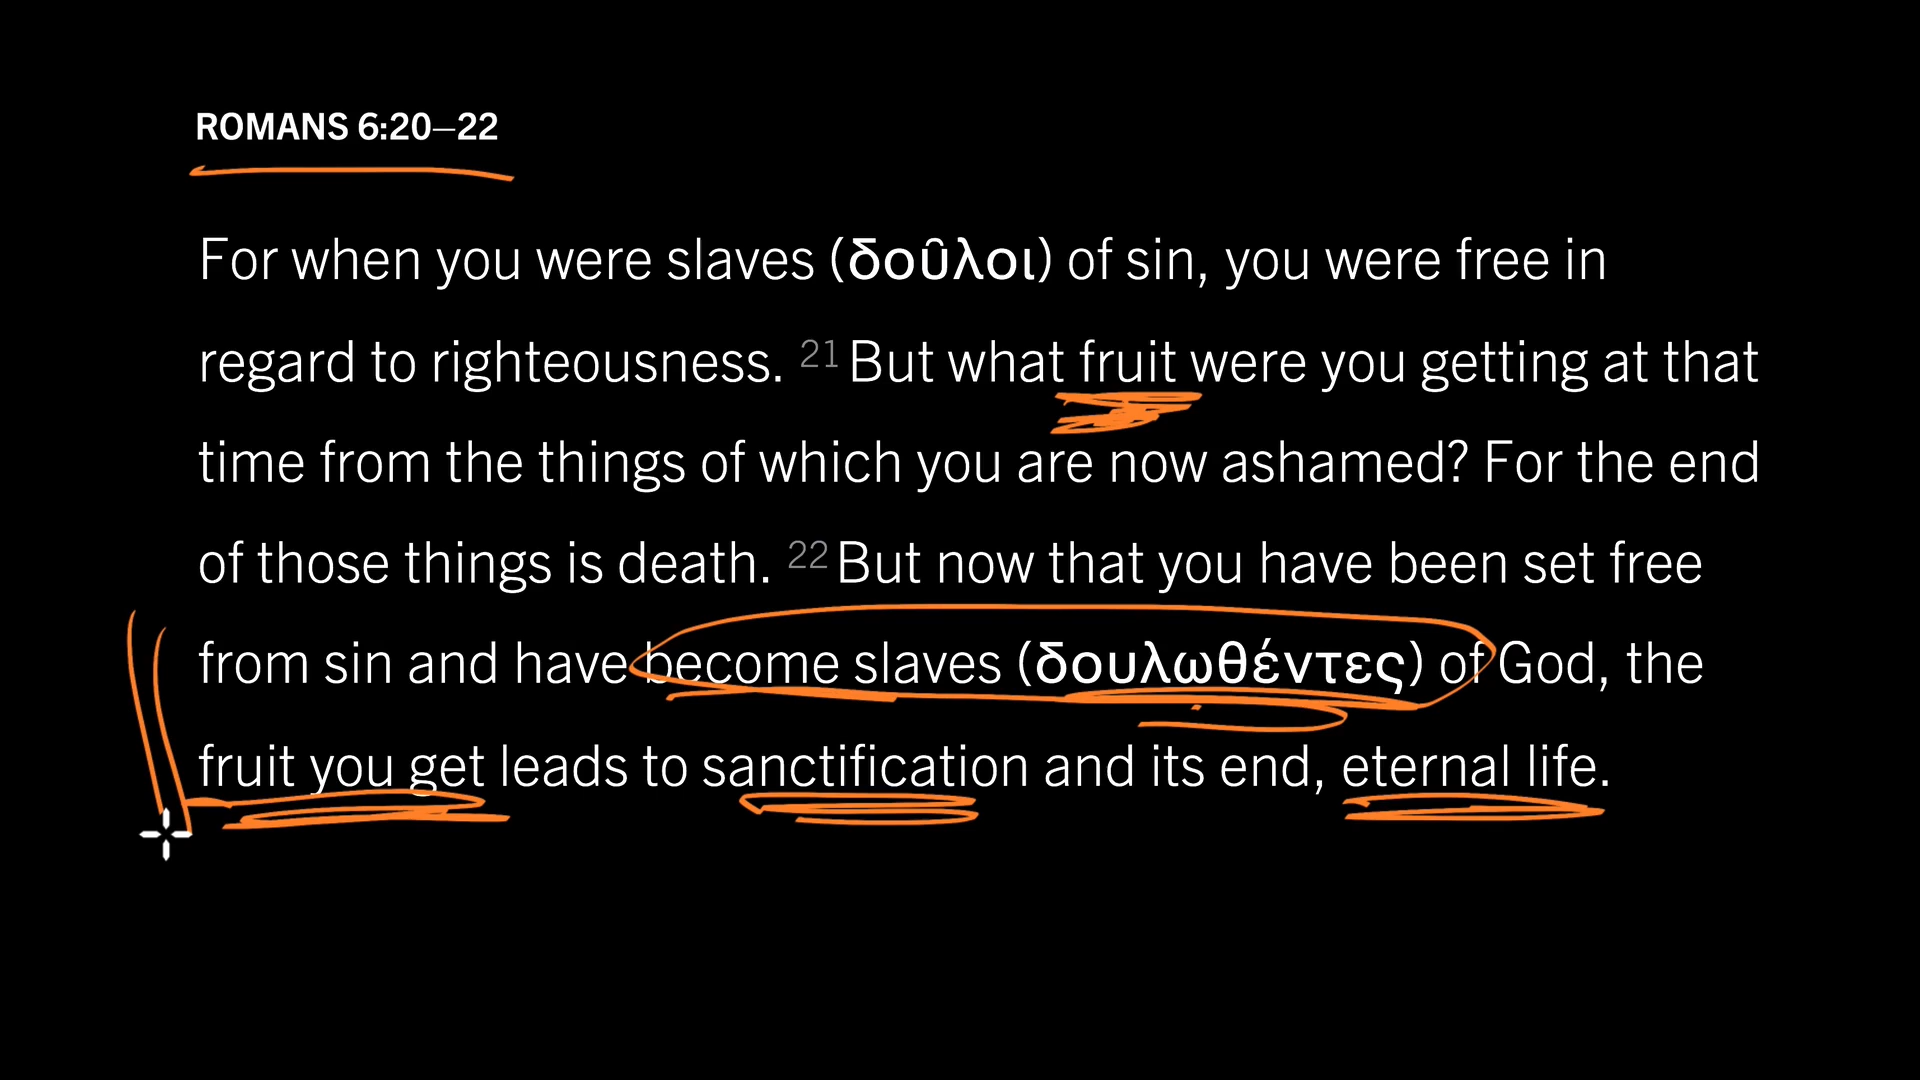 ROMANS 6:20–22
For when you were slaves (δοῦλοι) of sin, you were free in
regard to righteousness. 21 But what fruit were you getting at that
time from the things of which you are now ashamed? For the end
of those things is death. 22 But now that you have been set free
from sin and have become slaves (δουλωθέντες) of God, the
fruit you get leads to sanctification and its end, eternal life.